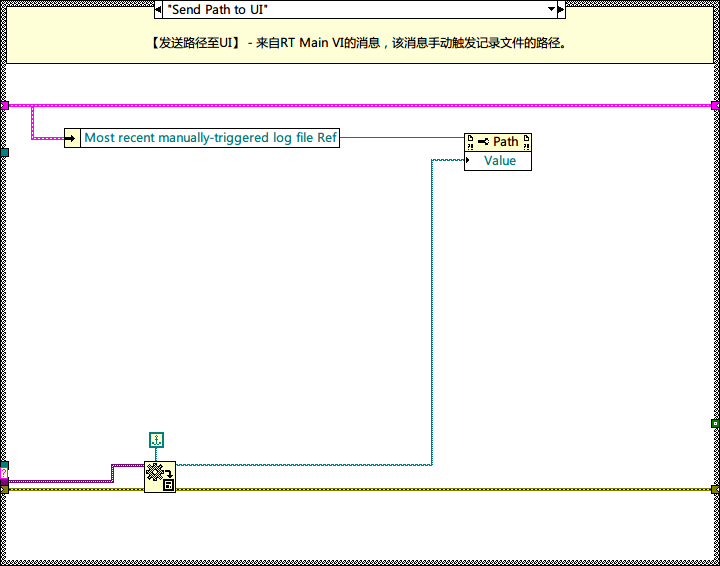 "Send Path to UI"
【发送路径至UI】 - 来自RT Main VI的消息，该消息手动触发记录文件的路径。
Most recent manually-triggered log file Ref
Path
Value